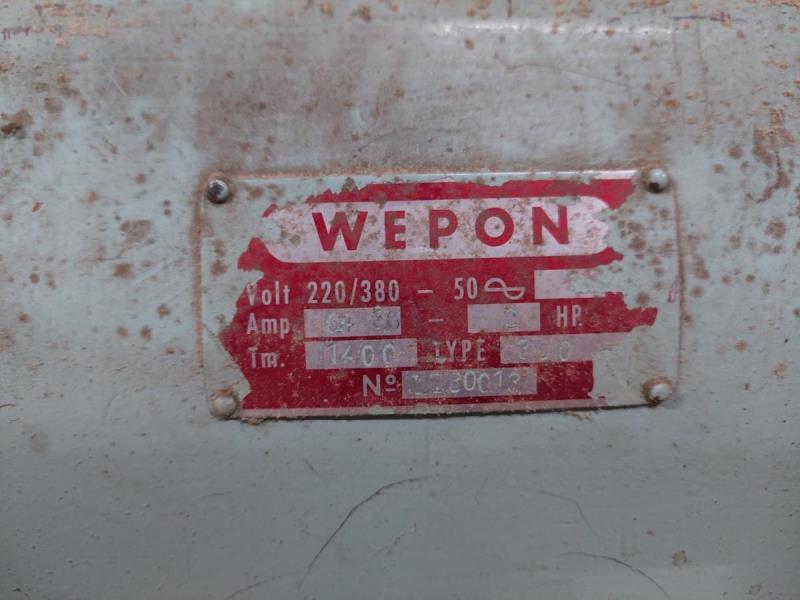 WEPON
Volt 220/380 - 50
Amp - 2 HP.
Tm. 1400 TYPE
Nº